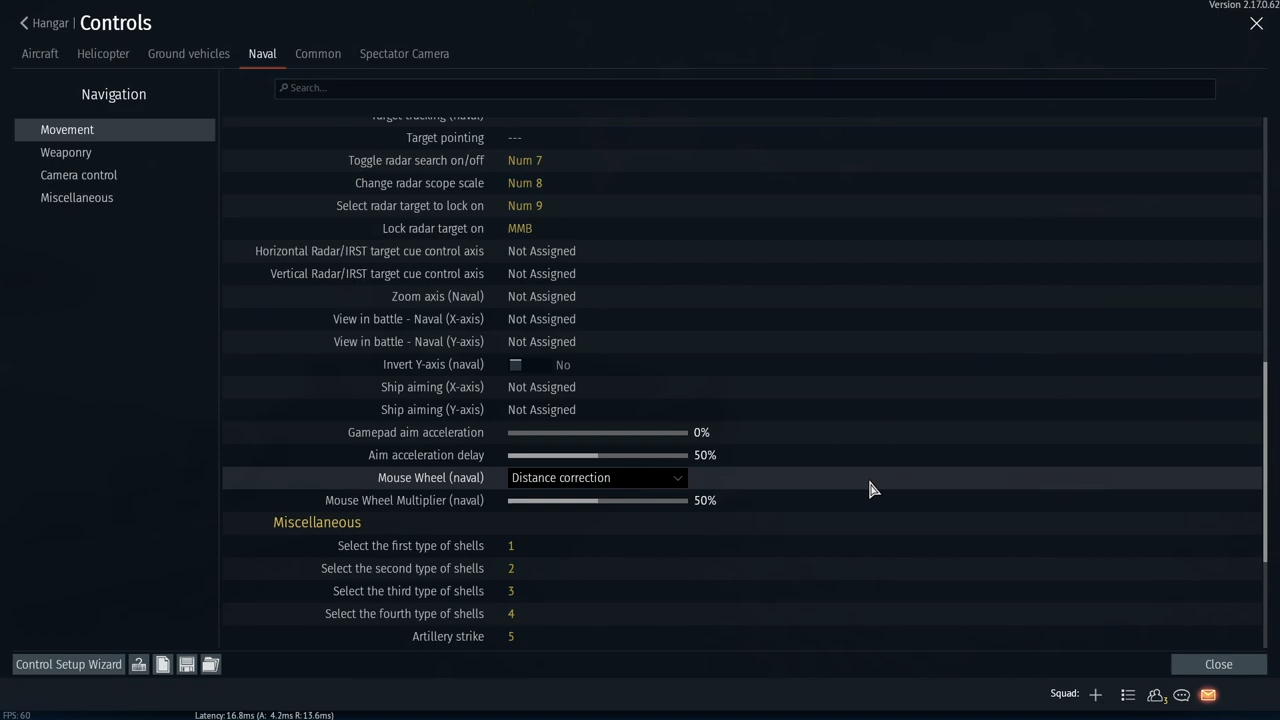 Version 2.17.0.62
Hangar | Controls
Aircraft Helicopter Ground vehicles Naval Common Spectator Camera
Navigation
Search...
Movement
Weaponry
Camera control
Miscellaneous
Target tracking (naval)
Target pointing ---
Toggle radar search on/off Num 7
Change radar scope scale Num 8
Select radar target to lock on Num 9
Lock radar target on MMB
Horizontal Radar/IRST target cue control axis Not Assigned
Vertical Radar/IRST target cue control axis Not Assigned
Zoom axis (Naval) Not Assigned
View in battle - Naval (X-axis) Not Assigned
View in battle - Naval (Y-axis) Not Assigned
Invert Y-axis (naval) No
Ship aiming (X-axis) Not Assigned
Ship aiming (Y-axis) Not Assigned
Gamepad aim acceleration 0%
Aim acceleration delay 50%
Mouse Wheel (naval) Distance correction
Mouse Wheel Multiplier (naval) 50%
Miscellaneous
Select the first type of shells 1
Select the second type of shells 2
Select the third type of shells 3
Select the fourth type of shells 4
Artillery strike 5
Control Setup Wizard
Close
Squad: 3
FPS: 60 Latency:16.8ms (A: 4.2ms R:13.6ms)